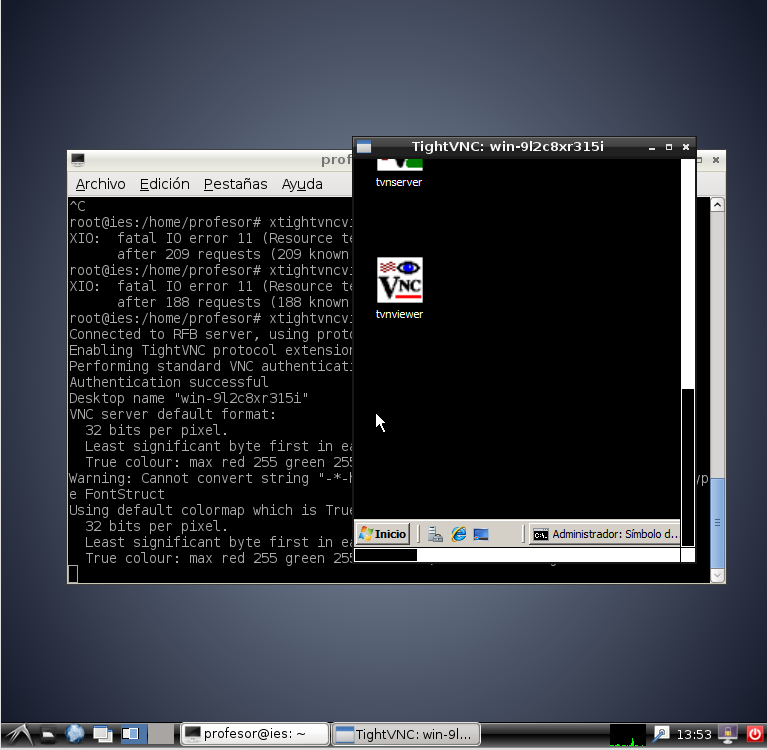 TightVNC: win-9l2c8xr315i
prof
Archivo Edición Pestañas Ayuda
^C
root@ies:/home/profesor# xtightvncvi
XIO:  fatal IO error 11 (Resource te
      after 209 requests (209 known
root@ies:/home/profesor# xtightvncvi
XIO:  fatal IO error 11 (Resource te
      after 188 requests (188 known
root@ies:/home/profesor# xtightvncvi
Connected to RFB server, using proto
Enabling TightVNC protocol extension
Performing standard VNC authenticati
Authentication successful
Desktop name "win-9l2c8xr315i"
VNC server default format:
  32 bits per pixel.
  Least significant byte first in ea
  True colour: max red 255 green 255
Warning: Cannot convert string "-*-h yp
e FontStruct
Using default colormap which is True
  32 bits per pixel.
  Least significant byte first in ea
  True colour: max red 255 green 255
tvnserver
VNC
tvnviewer
Inicio
Administrador: Símbolo d...
profesor@ies: ~
TightVNC: win-9l...
13:53